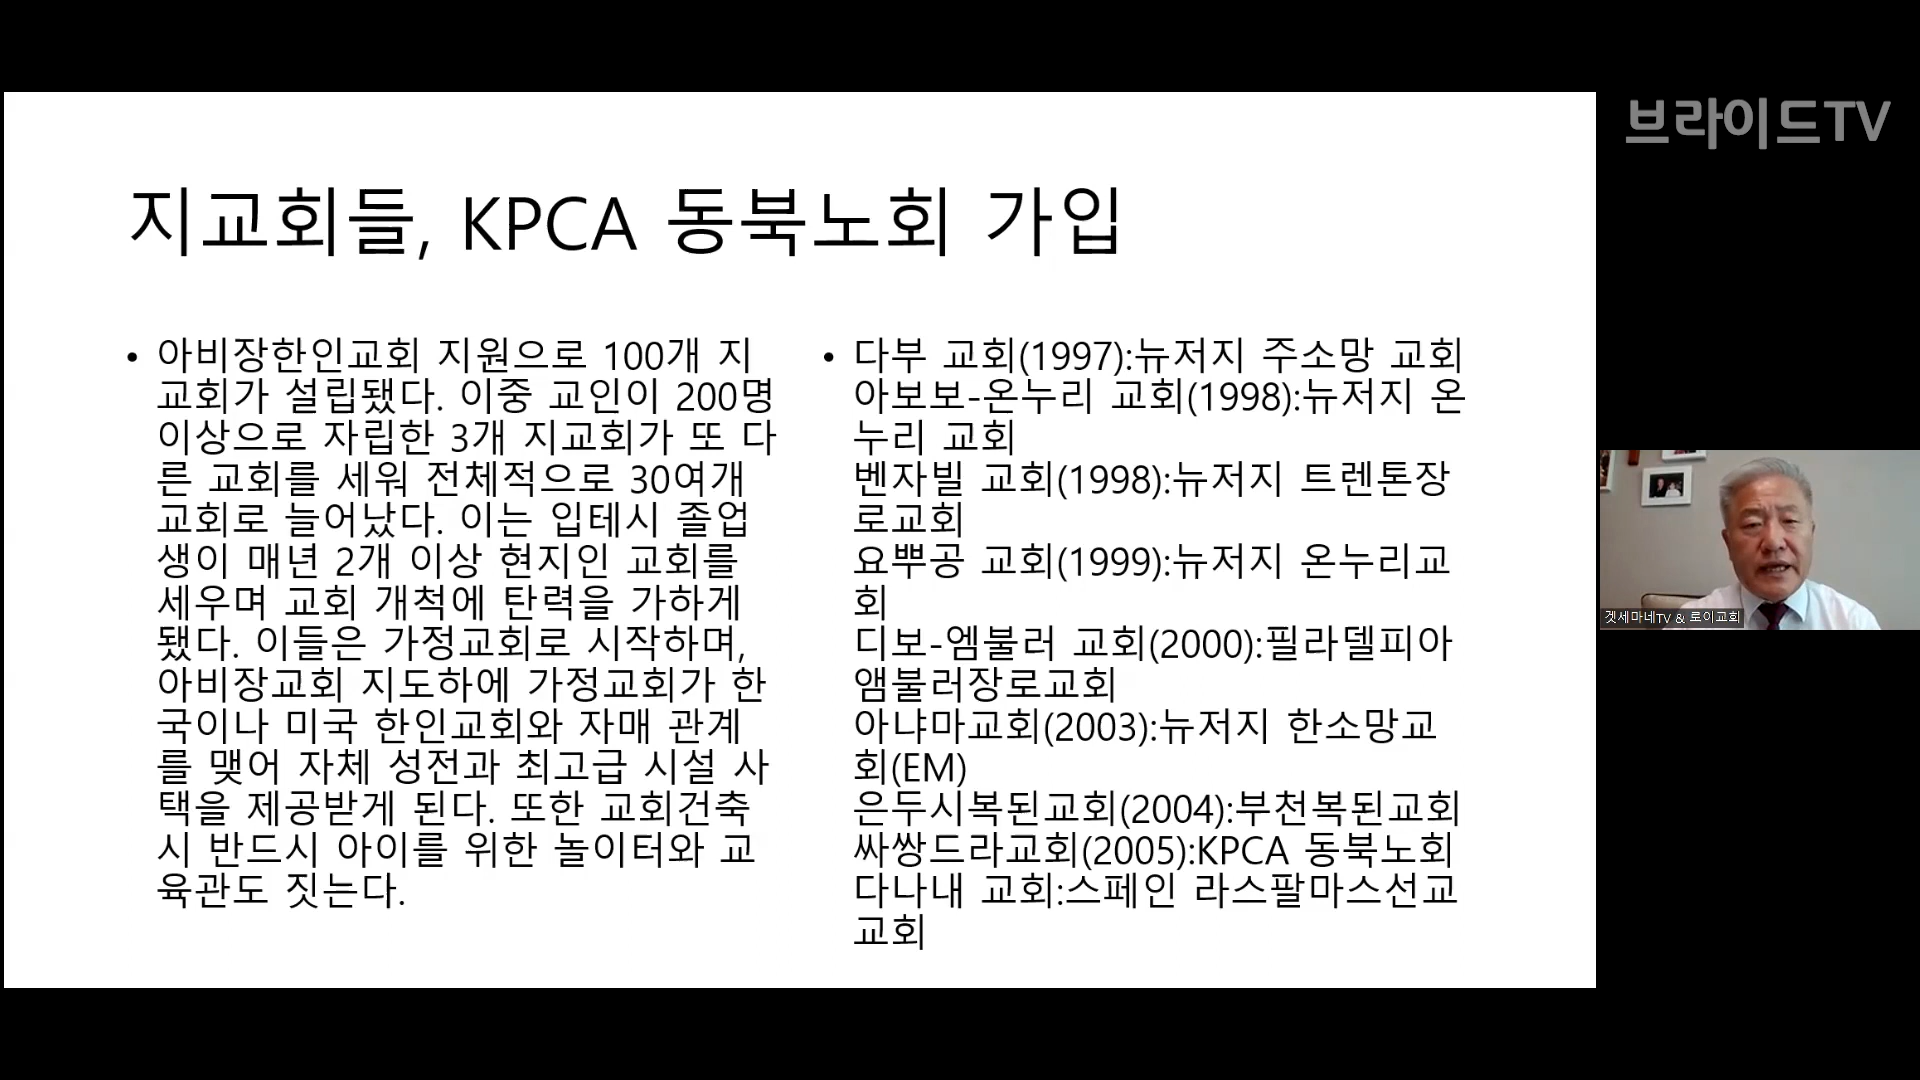 브라이드TV
지교회들, KPCA 동북노회 가입
• 아비장한인교회 지원으로 100개 지
교회가 설립됐다. 이중 교인이 200명
이상으로 자립한 3개 지교회가 또 다
른 교회를 세워 전체적으로 30여개
교회로 늘어났다. 이는 입테시 졸업
생이 매년 2개 이상 현지인 교회를
세우며 교회 개척에 탄력을 가하게
됐다. 이들은 가정교회로 시작하며,
아비장교회 지도하에 가정교회가 한
국이나 미국 한인교회와 자매 관계
를 맺어 자체 성전과 최고급 시설 사
택을 제공받게 된다. 또한 교회건축
시 반드시 아이를 위한 놀이터와 교
육관도 짓는다.
• 다부 교회(1997):뉴저지 주소망 교회
아보보-온누리 교회(1998):뉴저지 온
누리 교회
벤자빌 교회(1998):뉴저지 트렌톤장
로교회
요뿌공 교회(1999):뉴저지 온누리교
회
디보-엠불러 교회(2000):필라델피아
앰불러장로교회
아냐마교회(2003):뉴저지 한소망교
회(EM)
은두시복된교회(2004):부천복된교회
싸쌍드라교회(2005):KPCA 동북노회
다나내 교회:스페인 라스팔마스선교
교회
겟세마네TV & 로이교회